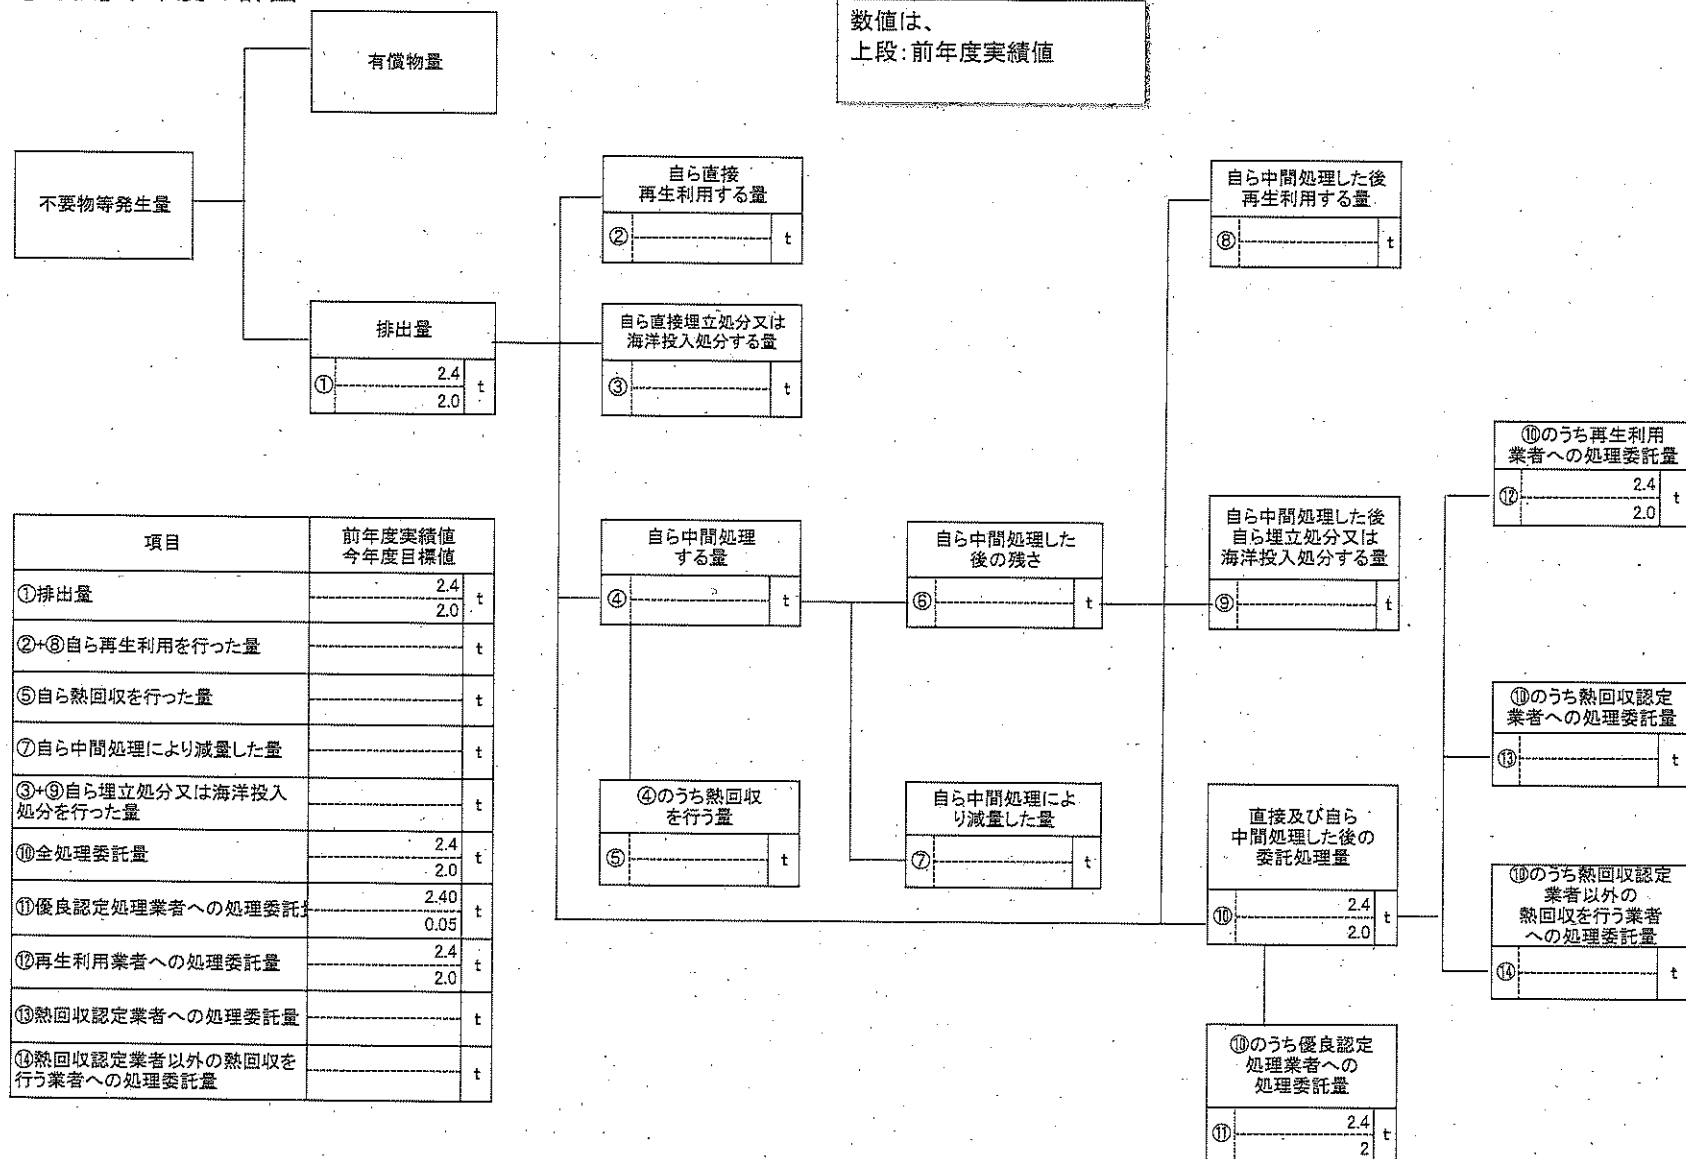 数値は、
上段:前年度実績値
有償物量
不要物等発生量
排出量
① 2.4 t
2.0
自ら直接
再生利用する量
② t
自ら直接埋立処分又は
海洋投入処分する量
③ t
自ら中間処理
する量
④ t
④のうち熱回収
を行う量
⑤ t
自ら中間処理した
後の残さ
⑥ t
自ら中間処理によ
り減量した量
⑦ t
自ら中間処理した後
再生利用する量
⑧ t
自ら中間処理した後
自ら埋立処分又は
海洋投入処分する量
⑨ t
直接及び自ら
中間処理した後の
委託処理量
⑩ 2.4 t
2.0
⑩のうち優良認定
処理業者への
処理委託量
⑪ 2.4 t
2
⑩のうち再生利用
業者への処理委託量
⑫ 2.4 t
2.0
⑩のうち熱回収認定
業者への処理委託量
⑬ t
⑩のうち熱回収認定
業者以外の
熱回収を行う業者
への処理委託量
⑭ t
項目 前年度実績値
今年度目標値
①排出量 2.4 t
2.0
②+⑧自ら再生利用を行った量 t
⑤自ら熱回収を行った量 t
⑦自ら中間処理により減量した量 t
③+⑨自ら埋立処分又は海洋投入
処分を行った量 t
⑩全処理委託量 2.4 t
2.0
⑪優良認定処理業者への処理委託 2.40 t
0.05
⑫再生利用業者への処理委託量 2.4 t
2.0
⑬熱回収認定業者への処理委託量 t
⑭熱回収認定業者以外の熱回収を
行う業者への処理委託量 t